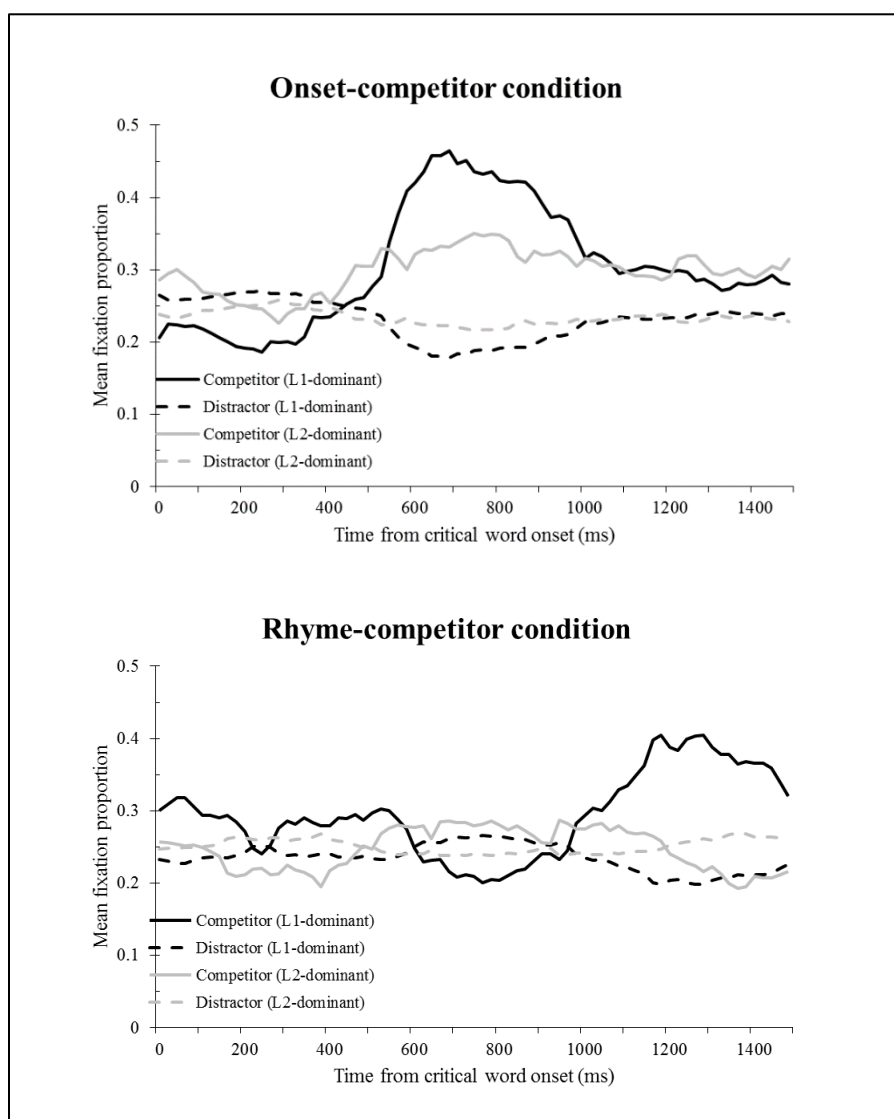 Onset-competitor condition
0.5
0.4
0.3
0.2
0.1
0
Mean fixation proportion
Competitor (L1-dominant)
Distractor (L1-dominant)
Competitor (L2-dominant)
Distractor (L2-dominant)
0 200 400 600 800 1000 1200 1400
Time from critical word onset (ms)
Rhyme-competitor condition
0.5
0.4
0.3
0.2
0.1
0
Mean fixation proportion
Competitor (L1-dominant)
Distractor (L1-dominant)
Competitor (L2-dominant)
Distractor (L2-dominant)
0 200 400 600 800 1000 1200 1400
Time from critical word onset (ms)